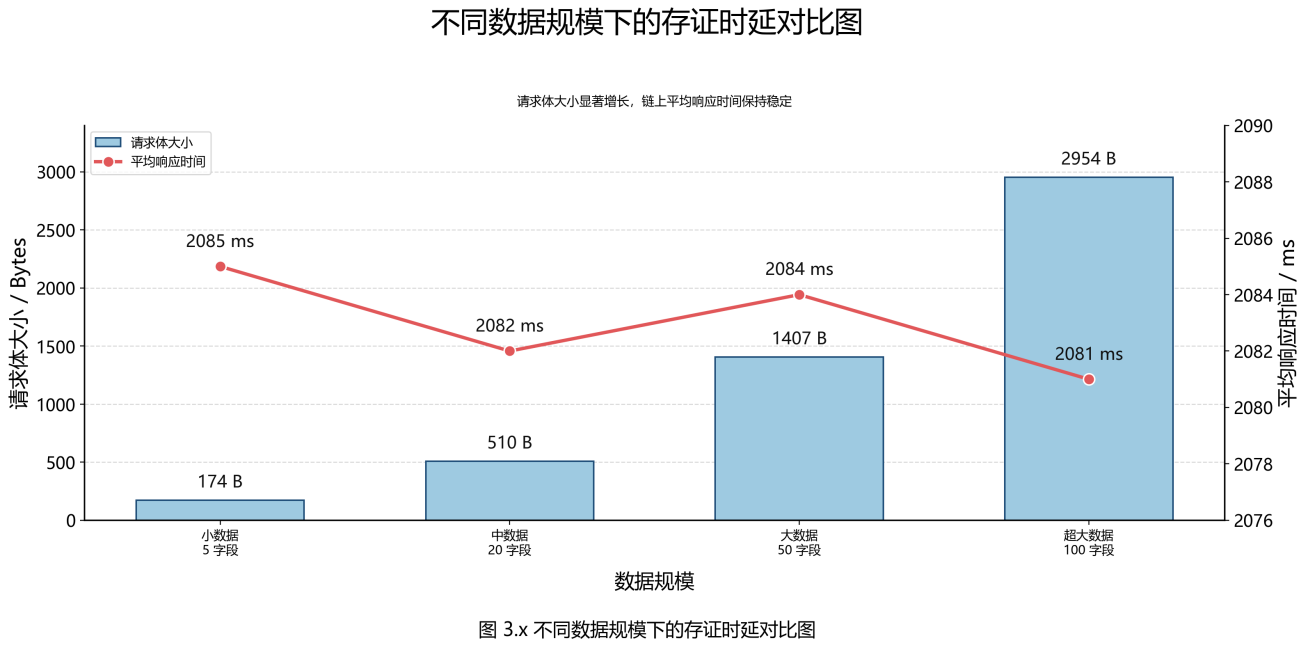 不同数据规模下的存证时延对比图
请求体大小显著增长，链上平均响应时间保持稳定
请求体大小
平均响应时间
请求体大小 / Bytes
3000
2500
2000
1500
1000
500
0
2090
2088
2086
2084
2082
2080
2078
2076
平均响应时间 / ms
2085 ms
2082 ms
2084 ms
2081 ms
174 B
510 B
1407 B
2954 B
小数据
5 字段
中数据
20 字段
大数据
50 字段
超大数据
100 字段
数据规模
图 3.x 不同数据规模下的存证时延对比图